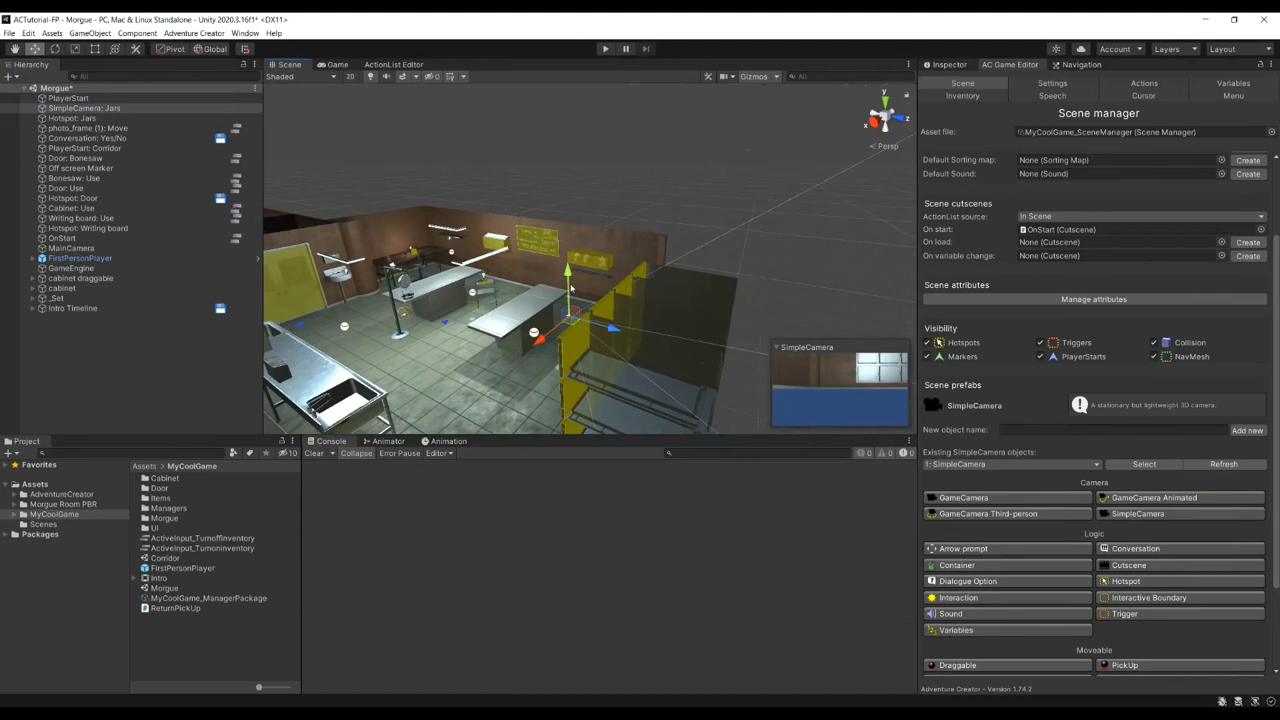 ACTutorial-FP - Morgue - PC, Mac & Linux Standalone - Unity 2020.3.16f1* <DX11>
File Edit Assets GameObject Component Adventure Creator Window Help
Pivot Global Account Layers Layout
Hierarchy
All
Morgue*
PlayerStart
SimpleCamera: Jars
Hotspot: Jars
photo_frame (1): Move
Conversation: Yes/No
PlayerStart: Corridor
Door: Bonesaw
Off screen Marker
Bonesaw: Use
Door: Use
Hotspot: Door
Cabinet: Use
Writing board: Use
Hotspot: Writing board
OnStart
MainCamera
FirstPersonPlayer
GameEngine
cabinet draggable
cabinet
_Set
Intro Timeline
Scene Game ActionList Editor
Shaded 2D 0 Gizmos All
y
x
z
Persp
SimpleCamera
Project
10
Favorites
Assets
AdventureCreator
Morgue Room PBR
MyCoolGame
Scenes
Packages
Assets > MyCoolGame
Cabinet
Door
Items
Managers
Morgue
UI
ActiveInput_TurnoffInventory
ActiveInput_TurnonInventory
Corridor
FirstPersonPlayer
Intro
Morgue
MyCoolGame_ManagerPackage
ReturnPickUp
Console Animator Animation
Clear Collapse Error Pause Editor 0 0 0
Inspector AC Game Editor Navigation
Scene Settings Actions Variables
Inventory Speech Cursor Menu
Scene manager
Asset file: MyCoolGame_SceneManager (Scene Manager)
Default Sorting map: None (Sorting Map) Create
Default Sound: None (Sound) Create
Scene cutscenes
ActionList source: In Scene
On start: OnStart (Cutscene)
On load: None (Cutscene) Create
On variable change: None (Cutscene) Create
Scene attributes
Manage attributes
Visibility
Hotspots Triggers Collision
Markers PlayerStarts NavMesh
Scene prefabs
SimpleCamera A stationary but lightweight 3D camera.
New object name: Add new
Existing SimpleCamera objects:
1: SimpleCamera Select Refresh
Camera
GameCamera GameCamera Animated
GameCamera Third-person SimpleCamera
Logic
Arrow prompt Conversation
Container Cutscene
Dialogue Option Hotspot
Interaction Interactive Boundary
Sound Trigger
Variables
Moveable
Draggable PickUp
Adventure Creator - Version 1.74.2